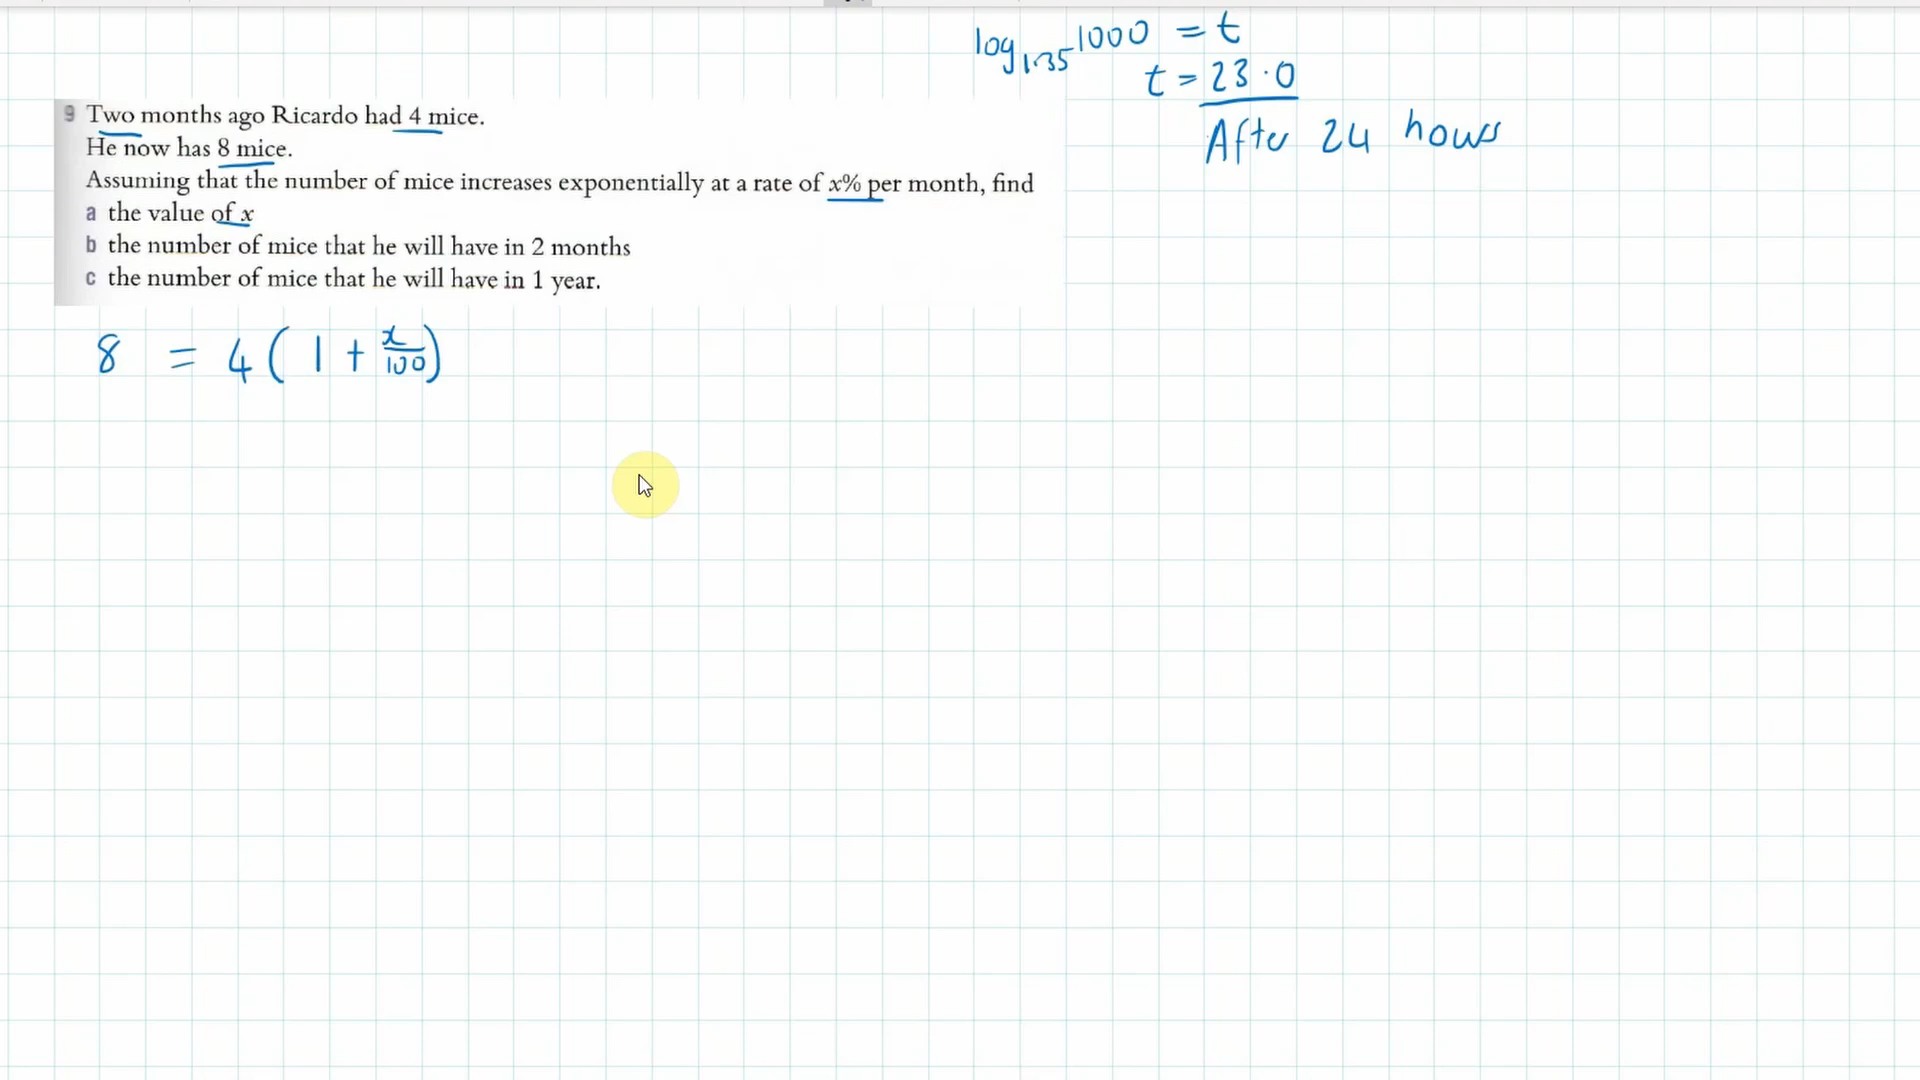 log₁.₃₅ 1000 = t
t = 23·0
After 24 hours
9 Two months ago Ricardo had 4 mice.
He now has 8 mice.
Assuming that the number of mice increases exponentially at a rate of x% per month, find
a the value of x
b the number of mice that he will have in 2 months
c the number of mice that he will have in 1 year.
8 = 4 ( 1 + x/100 )